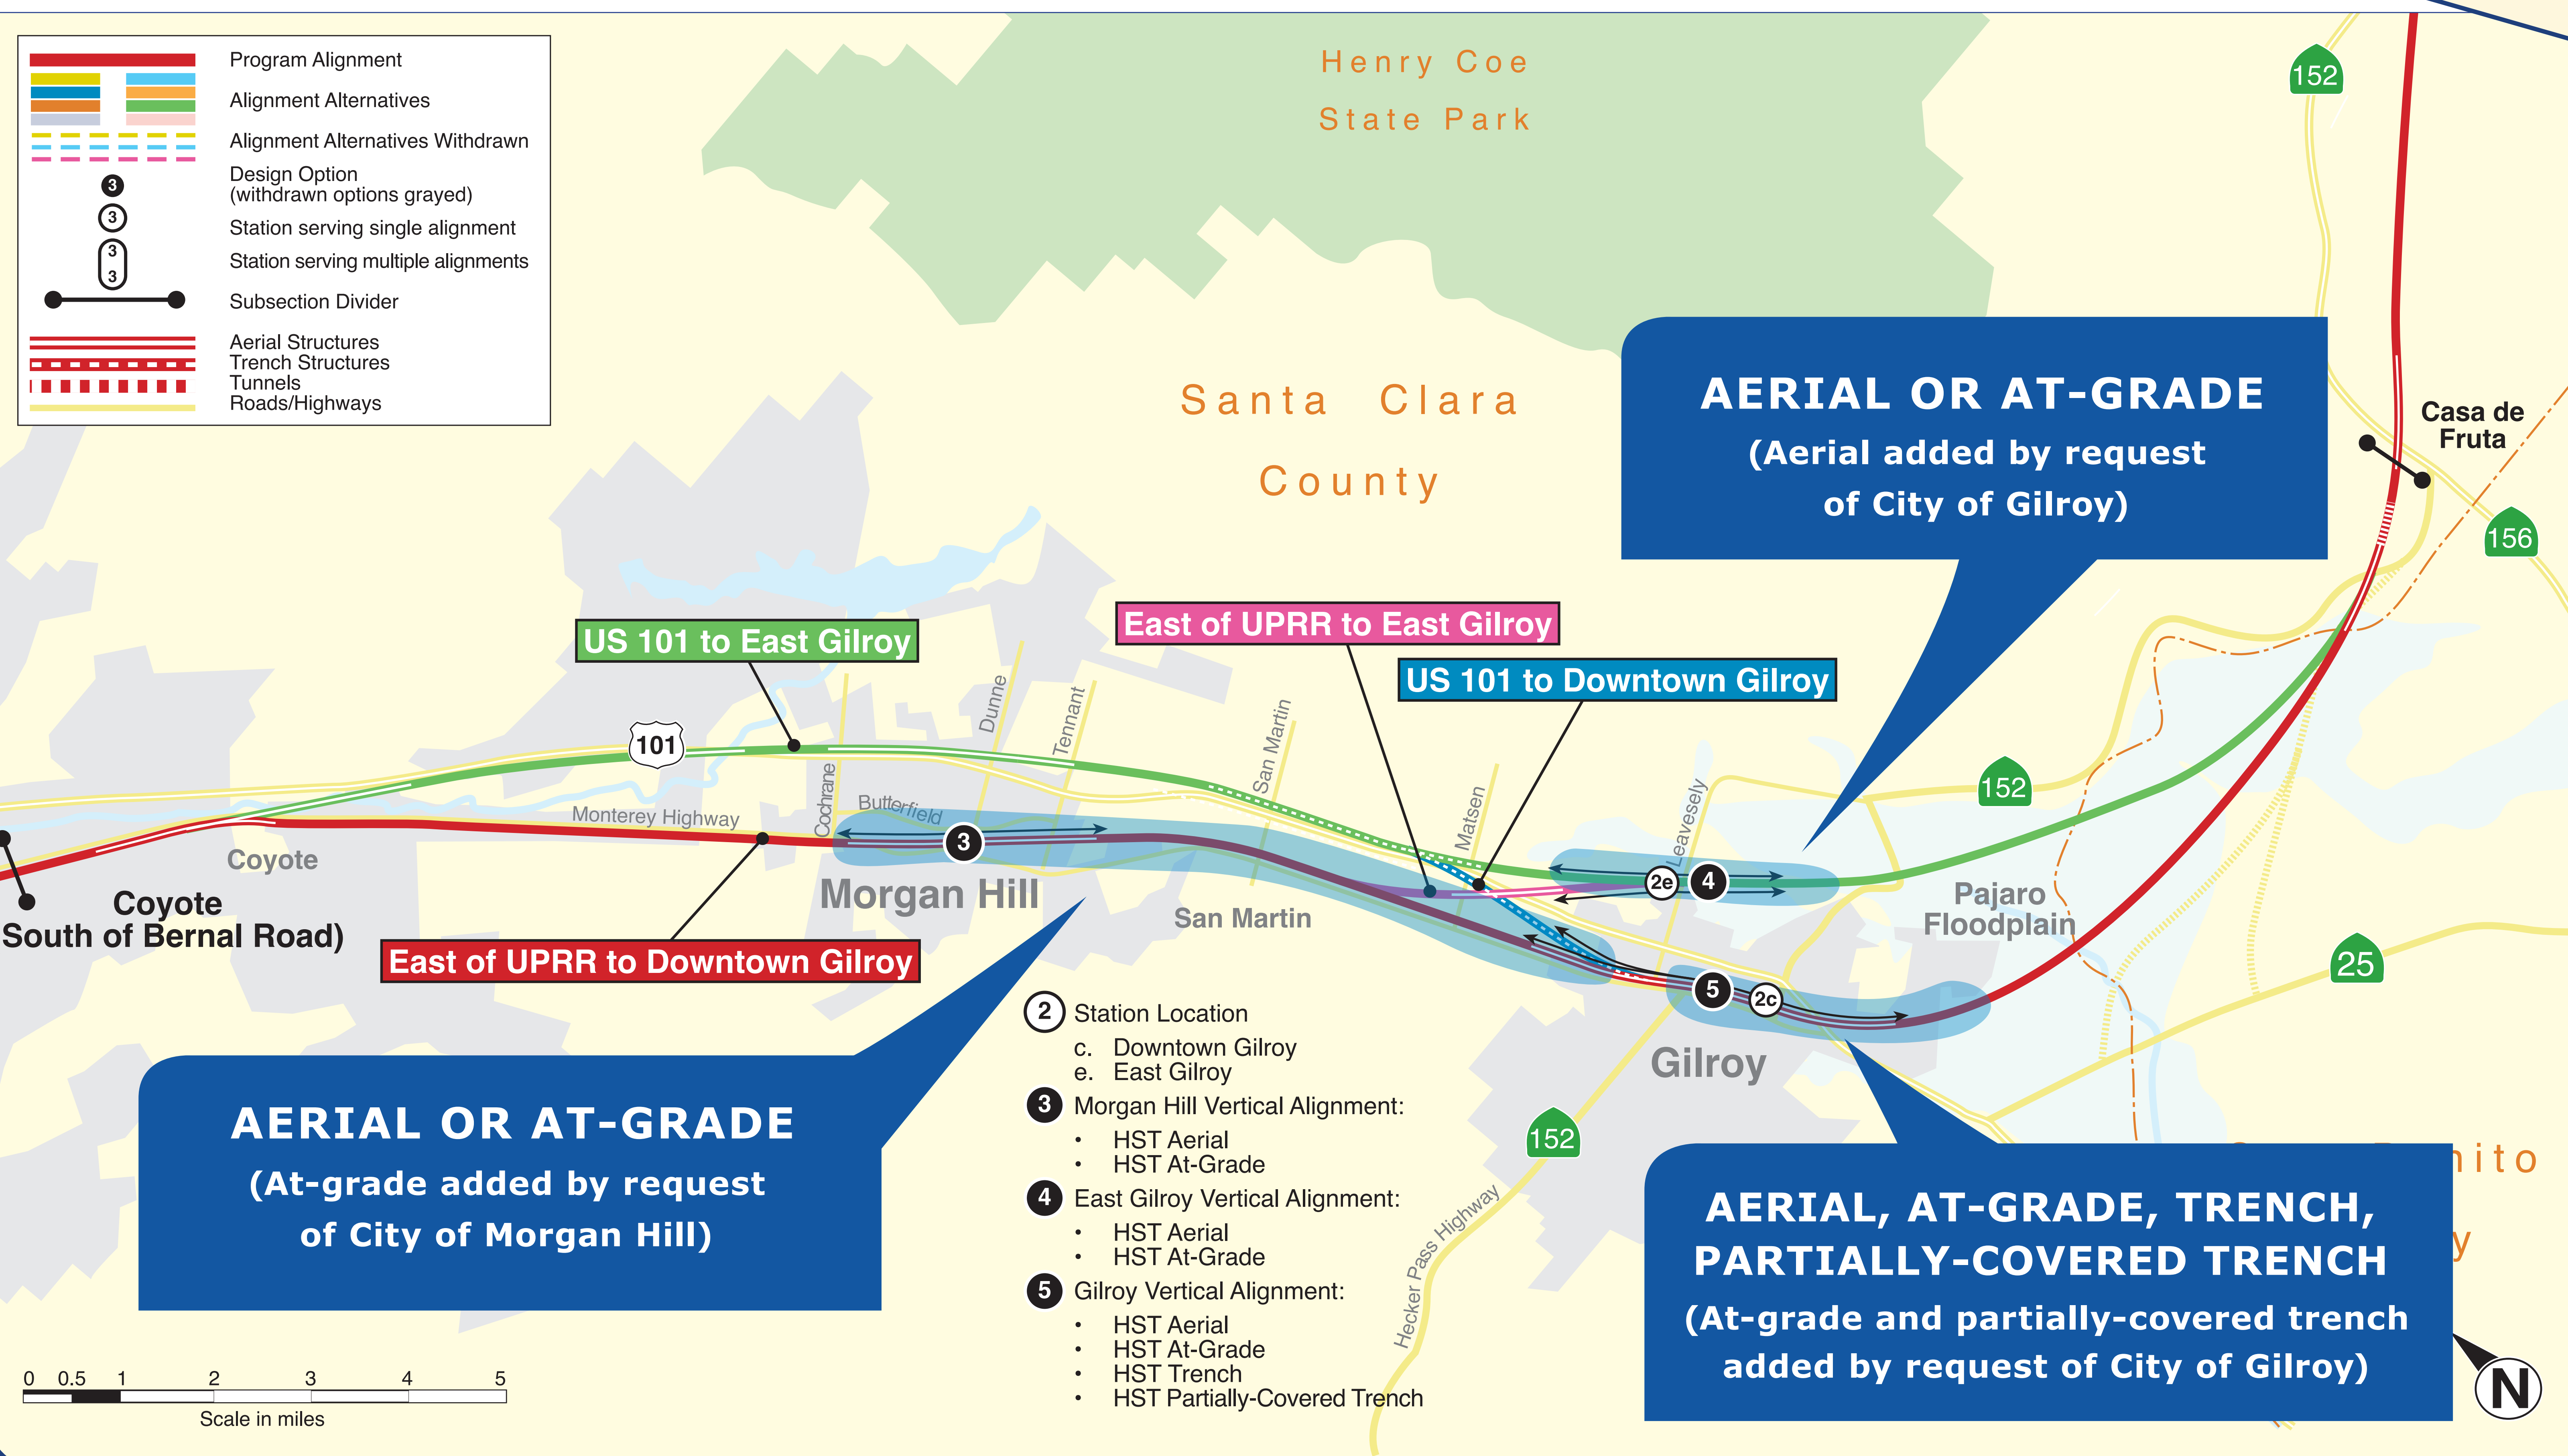 Program Alignment
Alignment Alternatives
Alignment Alternatives Withdrawn
3
Design Option
(withdrawn options grayed)
3
Station serving single alignment
3
3
Station serving multiple alignments
Subsection Divider
Aerial Structures
Trench Structures
Tunnels
Roads/Highways
Henry Coe
State Park
152
Santa Clara
County
AERIAL OR AT-GRADE
(Aerial added by request
of City of Gilroy)
Casa de
Fruta
156
US 101 to East Gilroy
East of UPRR to East Gilroy
US 101 to Downtown Gilroy
101
Dunne
Tennant
San Martin
Matsen
Leavesely
152
Monterey Highway
Cochrane
Butterfield
3
Coyote
Morgan Hill
San Martin
2e
4
Pajaro
Floodplain
Coyote
South of Bernal Road)
East of UPRR to Downtown Gilroy
25
5
2c
Gilroy
2 Station Location
c. Downtown Gilroy
e. East Gilroy
3 Morgan Hill Vertical Alignment:
• HST Aerial
• HST At-Grade
4 East Gilroy Vertical Alignment:
• HST Aerial
• HST At-Grade
5 Gilroy Vertical Alignment:
• HST Aerial
• HST At-Grade
• HST Trench
• HST Partially-Covered Trench
AERIAL OR AT-GRADE
(At-grade added by request
of City of Morgan Hill)
152
Hecker Pass Highway
AERIAL, AT-GRADE, TRENCH,
PARTIALLY-COVERED TRENCH
(At-grade and partially-covered trench
added by request of City of Gilroy)
nito
y
N
0 0.5 1 2 3 4 5
Scale in miles